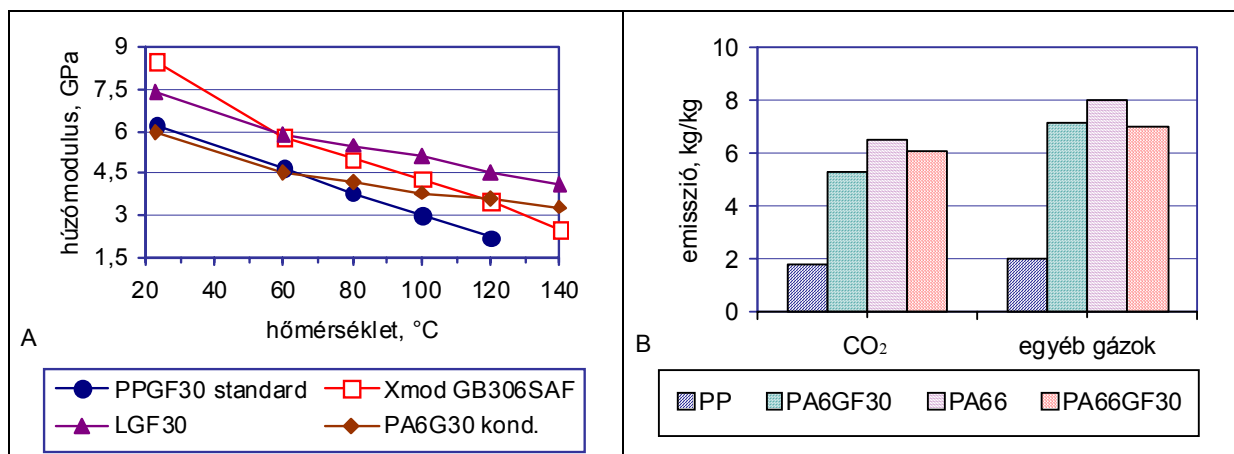 9
7,5
6
4,5
3
1,5
húzómodulus, GPa
20 40 60 80 100 120 140
hőmérséklet, °C
A
PPGF30 standard Xmod GB306SAF
LGF30 PA6G30 kond.
10
8
6
4
2
0
emisszió, kg/kg
CO2 egyéb gázok
B
PP PA6GF30 PA66 PA66GF30